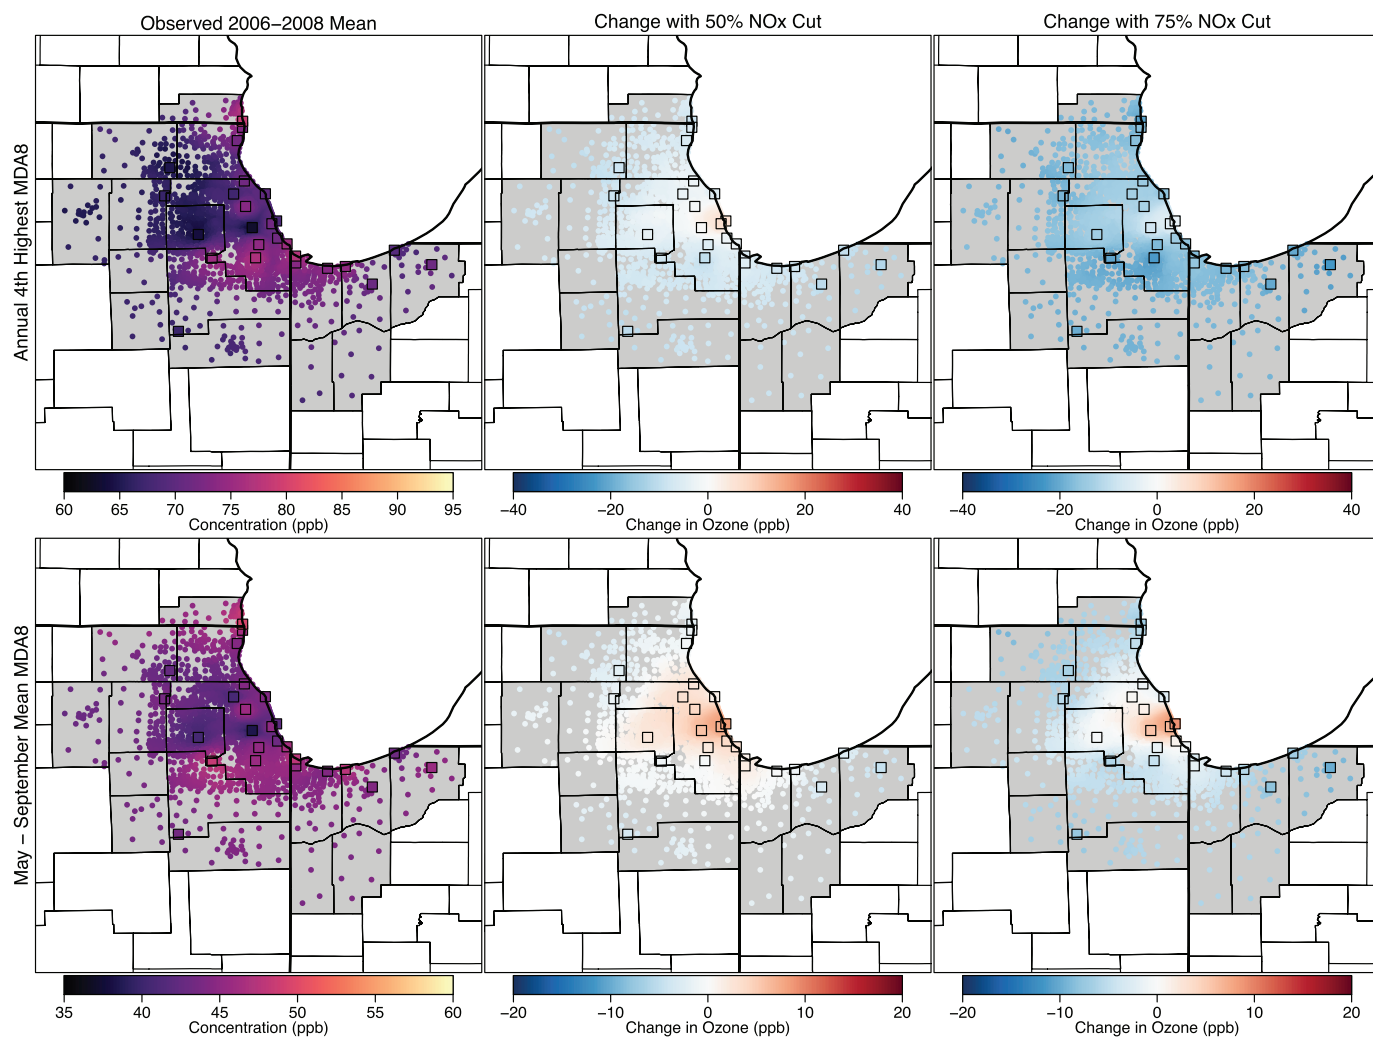 Observed 2006−2008 Mean
Change with 50% NOx Cut
Change with 75% NOx Cut
Annual 4th Highest MDA8
60 65 70 75 80 85 90 95
Concentration (ppb)
−40 −20 0 20 40
Change in Ozone (ppb)
−40 −20 0 20 40
Change in Ozone (ppb)
May − September Mean MDA8
35 40 45 50 55 60
Concentration (ppb)
−20 −10 0 10 20
Change in Ozone (ppb)
−20 −10 0 10 20
Change in Ozone (ppb)